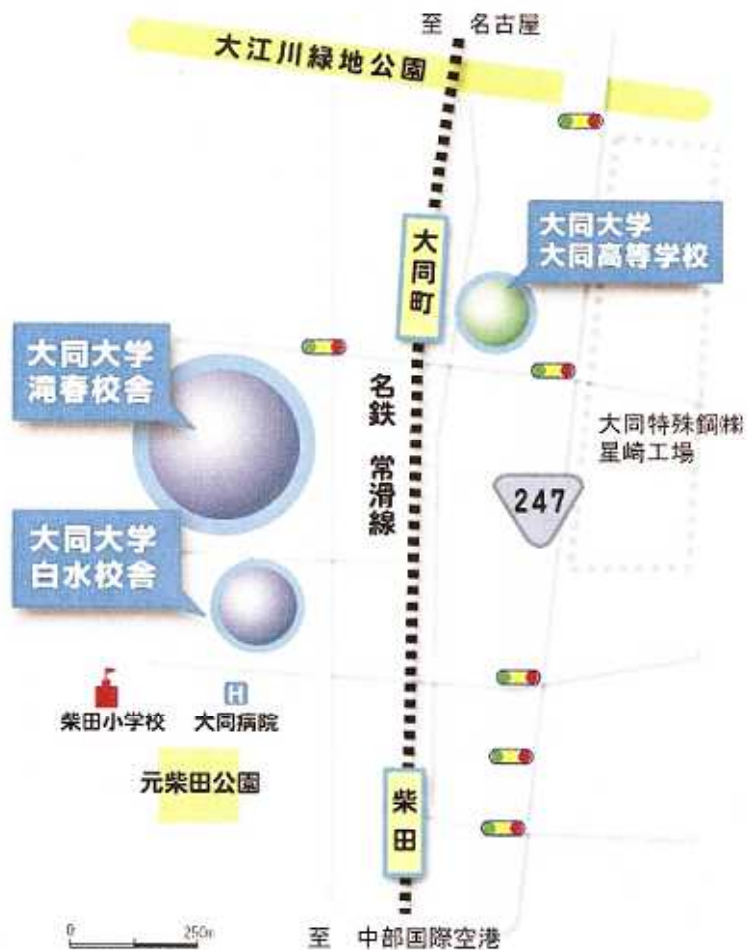 至 名古屋
大江川緑地公園
大同町
大同大学
大同高等学校
大同大学
滝春校舎
名鉄 常滑線
大同特殊鋼㈱
星崎工場
247
大同大学
白水校舎
柴田小学校
H
大同病院
元柴田公園
柴田
0 250m
至 中部国際空港